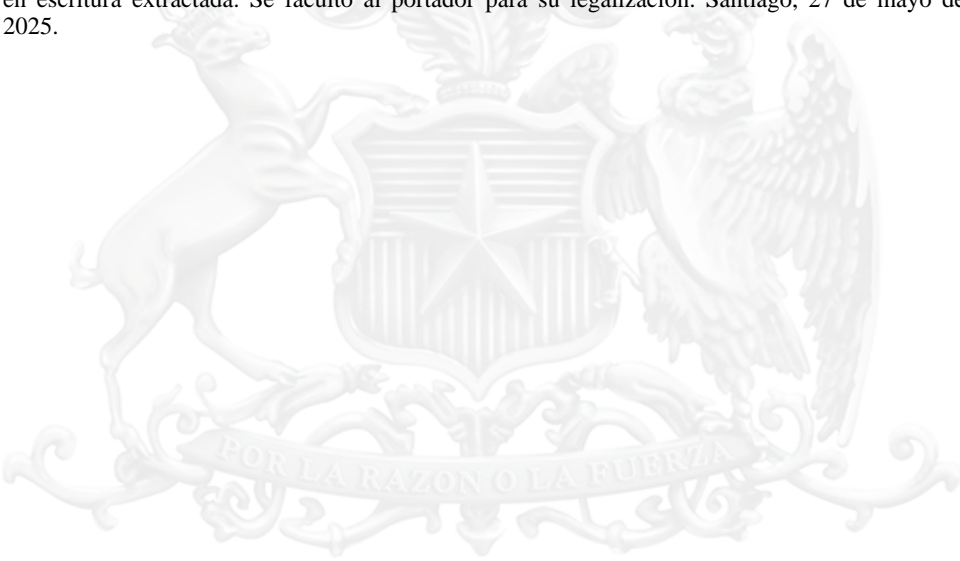 en escritura extractada. Se facultó al portador para su legalización. Santiago, 27 de mayo de
2025.
POR LA RAZON O LA FUERZA